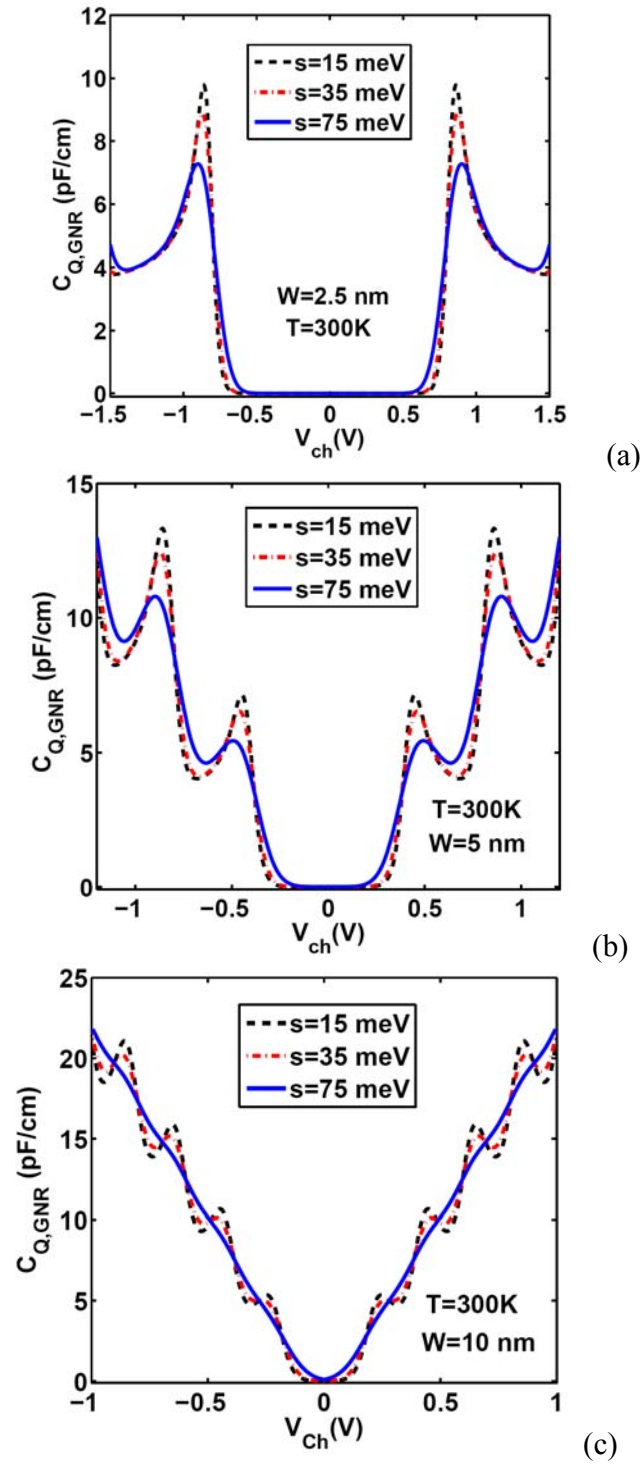 12
10
8
6
4
2
0
C_Q,GNR (pF/cm)
s=15 meV
s=35 meV
s=75 meV
W=2.5 nm
T=300K
−1.5 −1 −0.5 0 0.5 1 1.5
V_ch(V)
(a)
15
10
5
0
C_Q,GNR (pF/cm)
s=15 meV
s=35 meV
s=75 meV
T=300K
W=5 nm
−1 −0.5 0 0.5 1
V_ch(V)
(b)
25
20
15
10
5
0
C_Q,GNR (pF/cm)
s=15 meV
s=35 meV
s=75 meV
T=300K
W=10 nm
−1 −0.5 0 0.5 1
V_Ch(V)
(c)